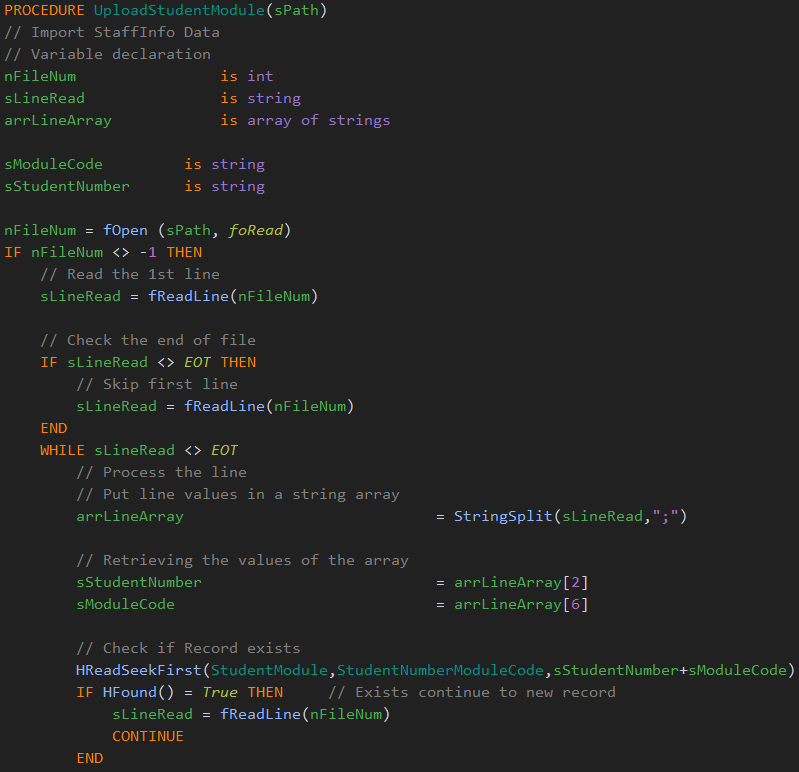 PROCEDURE UploadStudentModule(sPath)
// Import StaffInfo Data
// Variable declaration
nFileNum is int
sLineRead is string
arrLineArray is array of strings
sModuleCode is string
sStudentNumber is string
nFileNum = fOpen (sPath, foRead)
IF nFileNum <> -1 THEN
// Read the 1st line
sLineRead = fReadLine(nFileNum)
// Check the end of file
IF sLineRead <> EOT THEN
// Skip first line
sLineRead = fReadLine(nFileNum)
END
WHILE sLineRead <> EOT
// Process the line
// Put line values in a string array
arrLineArray = StringSplit(sLineRead,";")
// Retrieving the values of the array
sStudentNumber = arrLineArray[2]
sModuleCode = arrLineArray[6]
// Check if Record exists
HReadSeekFirst(StudentModule,StudentNumberModuleCode,sStudentNumber+sModuleCode)
IF HFound() = True THEN // Exists continue to new record
sLineRead = fReadLine(nFileNum)
CONTINUE
END